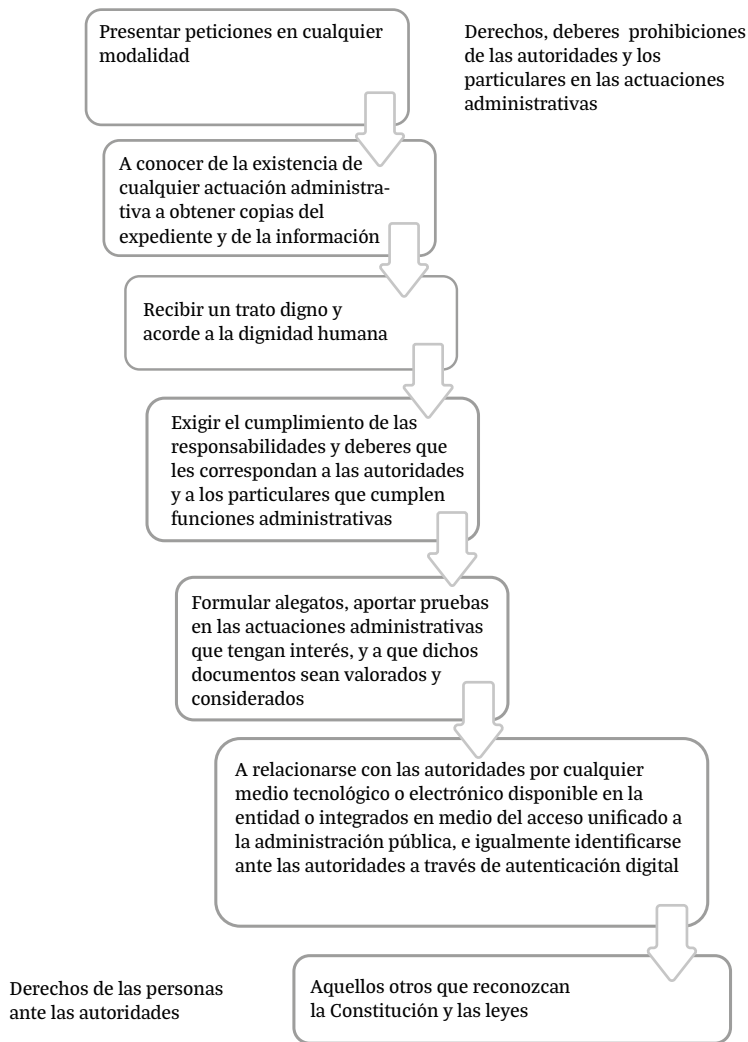 Presentar peticiones en cualquier
modalidad
Derechos, deberes prohibiciones
de las autoridades y los
particulares en las actuaciones
administrativas
A conocer de la existencia de
cualquier actuación administra-
tiva a obtener copias del
expediente y de la información
Recibir un trato digno y
acorde a la dignidad humana
Exigir el cumplimiento de las
responsabilidades y deberes que
les correspondan a las autoridades
y a los particulares que cumplen
funciones administrativas
Formular alegatos, aportar pruebas
en las actuaciones administrativas
que tengan interés, y a que dichos
documentos sean valorados y
considerados
A relacionarse con las autoridades por cualquier
medio tecnológico o electrónico disponible en la
entidad o integrados en medio del acceso unificado a
la administración pública, e igualmente identificarse
ante las autoridades a través de autenticación digital
Derechos de las personas
ante las autoridades
Aquellos otros que reconozcan
la Constitución y las leyes